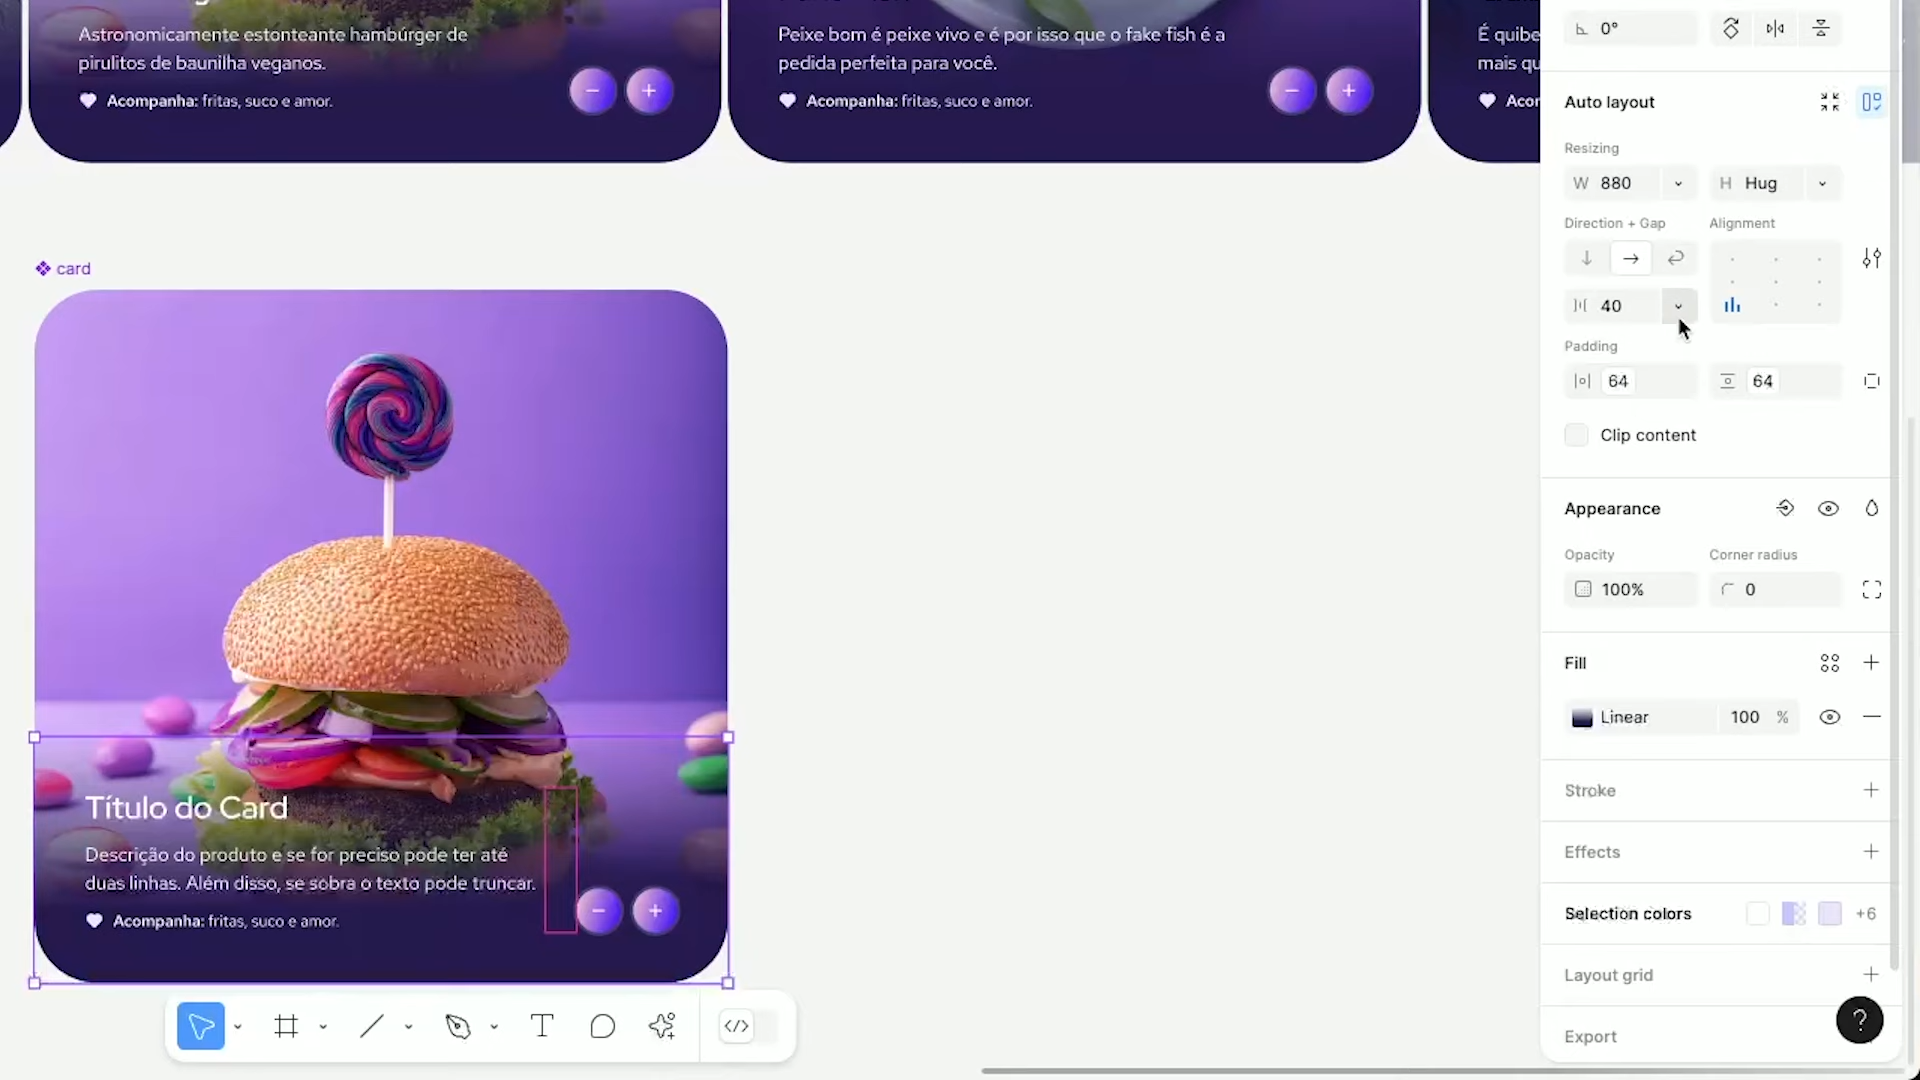 Astronomicamente estonteante hambúrger de
pirulitos de baunilha veganos.
Acompanha: fritas, suco e amor.
Peixe bom é peixe vivo e é por isso que o fake fish é a
pedida perfeita para você.
Acompanha: fritas, suco e amor.
É quibe
mais qu
Acor
card
Título do Card
Descrição do produto e se for preciso pode ter até
duas linhas. Além disso, se sobra o texto pode truncar.
Acompanha: fritas, suco e amor.
0°
Auto layout
Resizing
W 880
H Hug
Direction + Gap
Alignment
40
Padding
64
64
Clip content
Appearance
Opacity
Corner radius
100%
0
Fill
Linear
100 %
Stroke
Effects
Selection colors
+6
Layout grid
Export
?